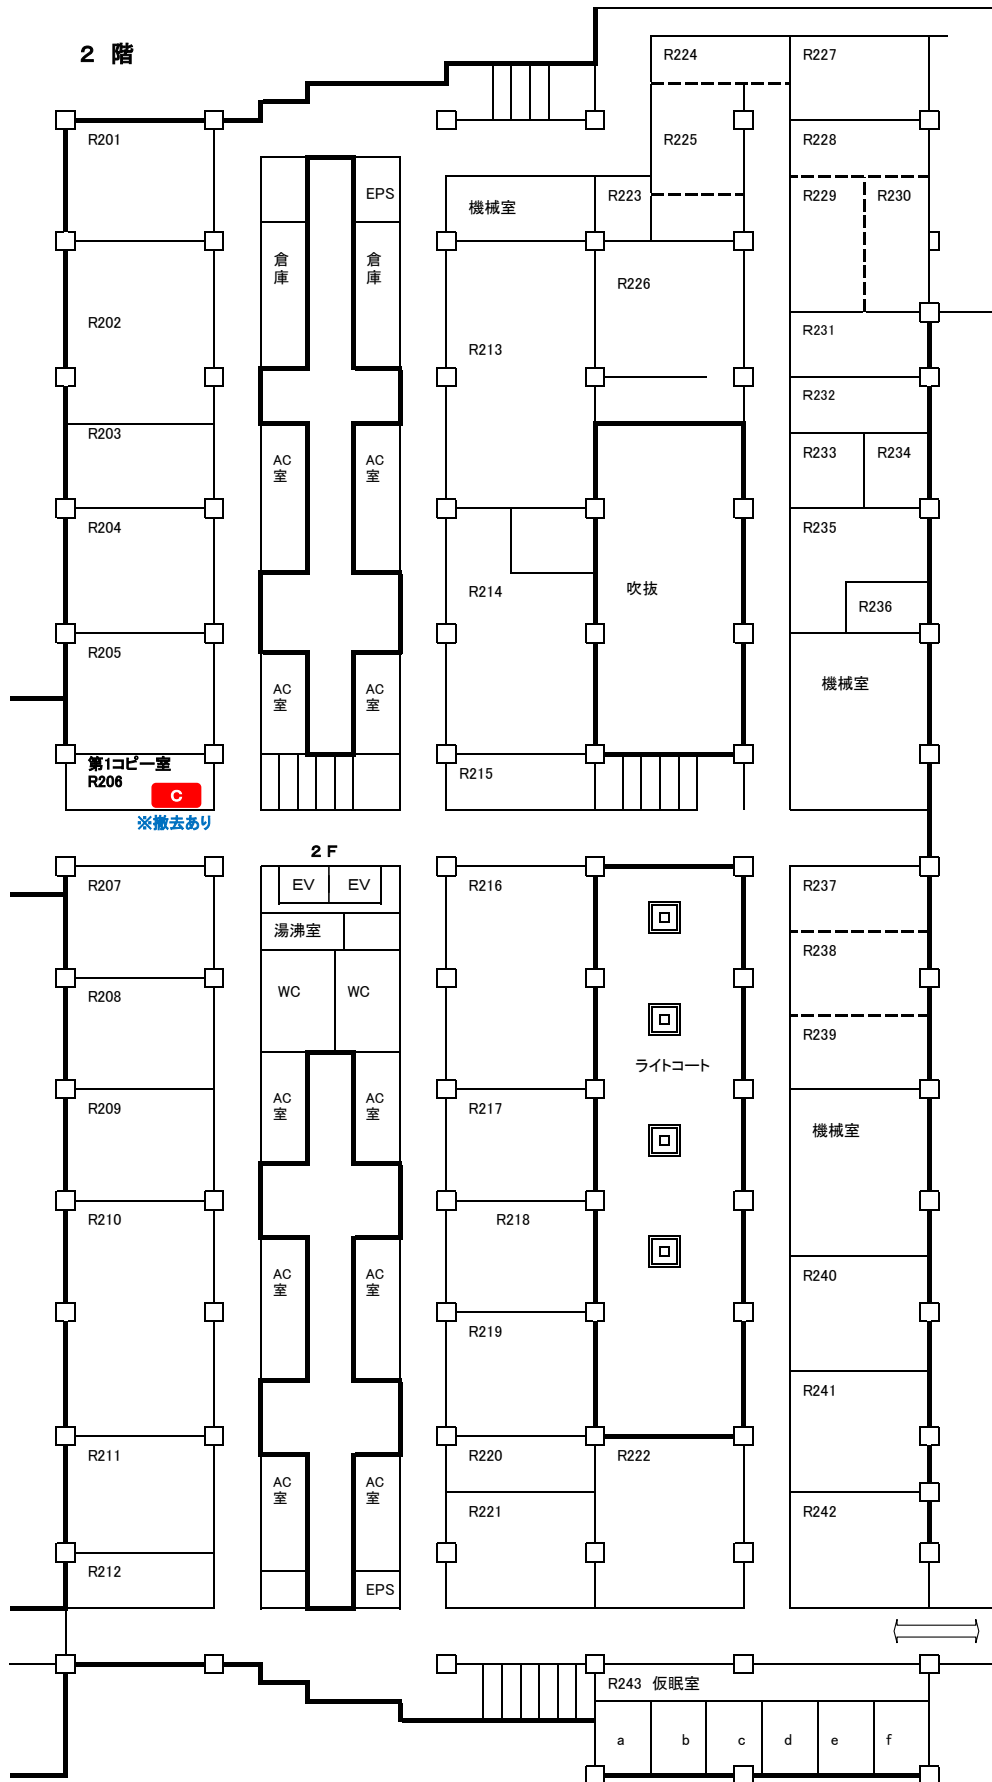 2 階
R224
R227
R201
R225
R228
EPS
機械室
R223
R229
R230
倉
庫
倉
庫
R226
R202
R213
R231
R232
R203
AC
室
AC
室
R233
R234
R204
R235
R214
吹抜
R236
R205
AC
室
AC
室
機械室
第1コピー室
R206
R215
C
※撤去あり
2 F
R207
EV
EV
R216
R237
湯沸室
R238
R208
WC
WC
R239
ライトコート
R209
AC
室
AC
室
R217
機械室
R210
R218
AC
室
AC
室
R240
R219
R241
R211
R220
R222
AC
室
AC
室
R221
R242
R212
EPS
R243 仮眠室
a
b
c
d
e
f